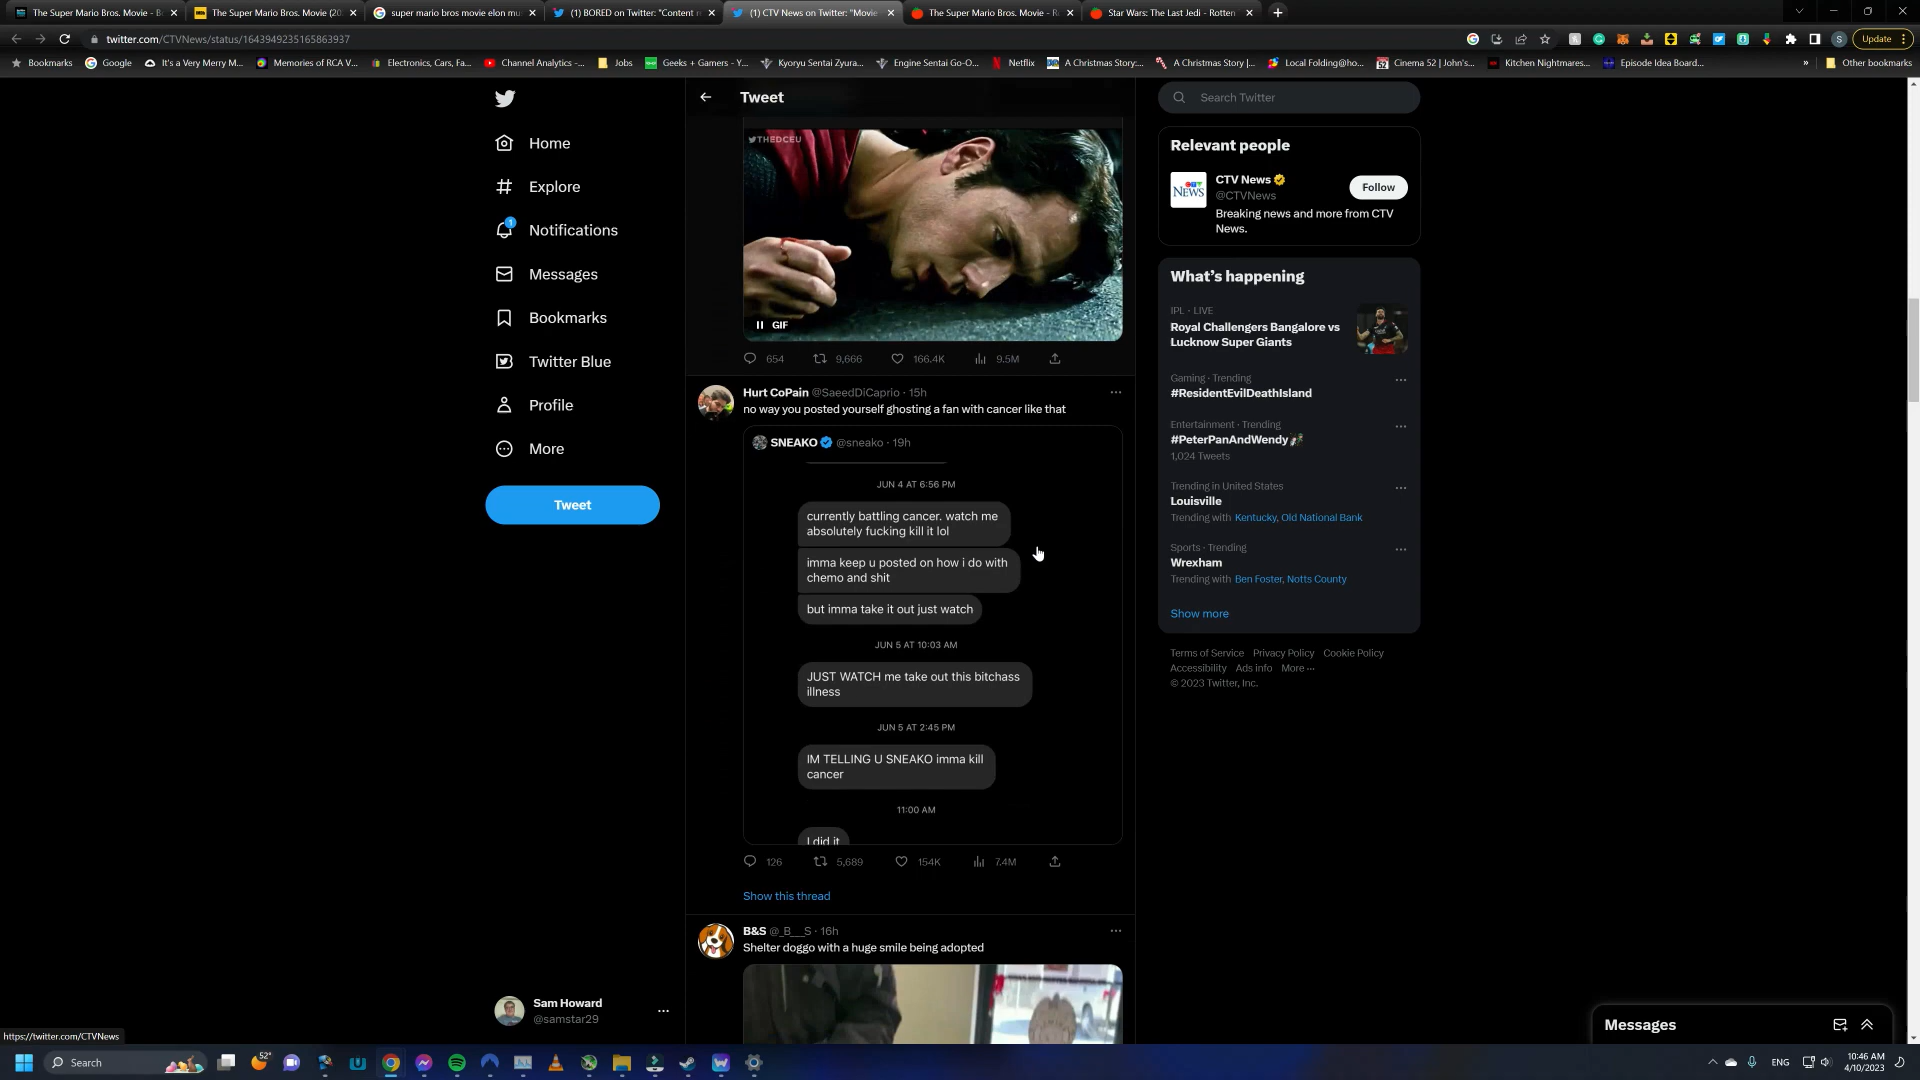 The Super Mario Bros. Movie - B
The Super Mario Bros. Movie (20
super mario bros movie elon mu
(1) BORED on Twitter: "Content
(1) CTV News on Twitter: "Movie
The Super Mario Bros. Movie - R
Star Wars: The Last Jedi - Rotten
twitter.com/CTVNews/status/1643949235165863937
Update
Bookmarks
Google
It's a Very Merry M...
Memories of RCA V...
Electronics, Cars, Fa...
Channel Analytics -...
Jobs
Geeks + Gamers - Y...
Kyoryu Sentai Zyura...
Engine Sentai Go-O...
Netflix
A Christmas Story:...
A Christmas Story |...
Local Folding@ho...
Cinema 52 | John's...
Kitchen Nightmares...
Episode Idea Board...
»
Other bookmarks
Home
Explore
1
Notifications
Messages
Bookmarks
Twitter Blue
Profile
More
Tweet
Sam Howard
@samstar29
Tweet
THEDCEU
GIF
654
9,666
166.4K
9.5M
Hurt CoPain @SaeedDiCaprio · 15h
no way you posted yourself ghosting a fan with cancer like that
SNEAKO @sneako · 19h
JUN 4 AT 6:56 PM
currently battling cancer. watch me
absolutely fucking kill it lol
imma keep u posted on how i do with
chemo and shit
but imma take it out just watch
JUN 5 AT 10:03 AM
JUST WATCH me take out this bitchass
illness
JUN 5 AT 2:45 PM
IM TELLING U SNEAKO imma kill
cancer
11:00 AM
I did it
126
5,689
154K
7.4M
Show this thread
B&S @_B___S · 16h
Shelter doggo with a huge smile being adopted
Search Twitter
Relevant people
NEWS
CTV News
@CTVNews
Follow
Breaking news and more from CTV
News.
What's happening
IPL · LIVE
Royal Challengers Bangalore vs
Lucknow Super Giants
Gaming · Trending
#ResidentEvilDeathIsland
Entertainment · Trending
#PeterPanAndWendy
1,024 Tweets
Trending in United States
Louisville
Trending with Kentucky, Old National Bank
Sports · Trending
Wrexham
Trending with Ben Foster, Notts County
Show more
Terms of Service Privacy Policy Cookie Policy
Accessibility Ads info More ···
© 2023 Twitter, Inc.
Messages
https://twitter.com/CTVNews
Search
52°
ENG
10:46 AM
4/10/2023